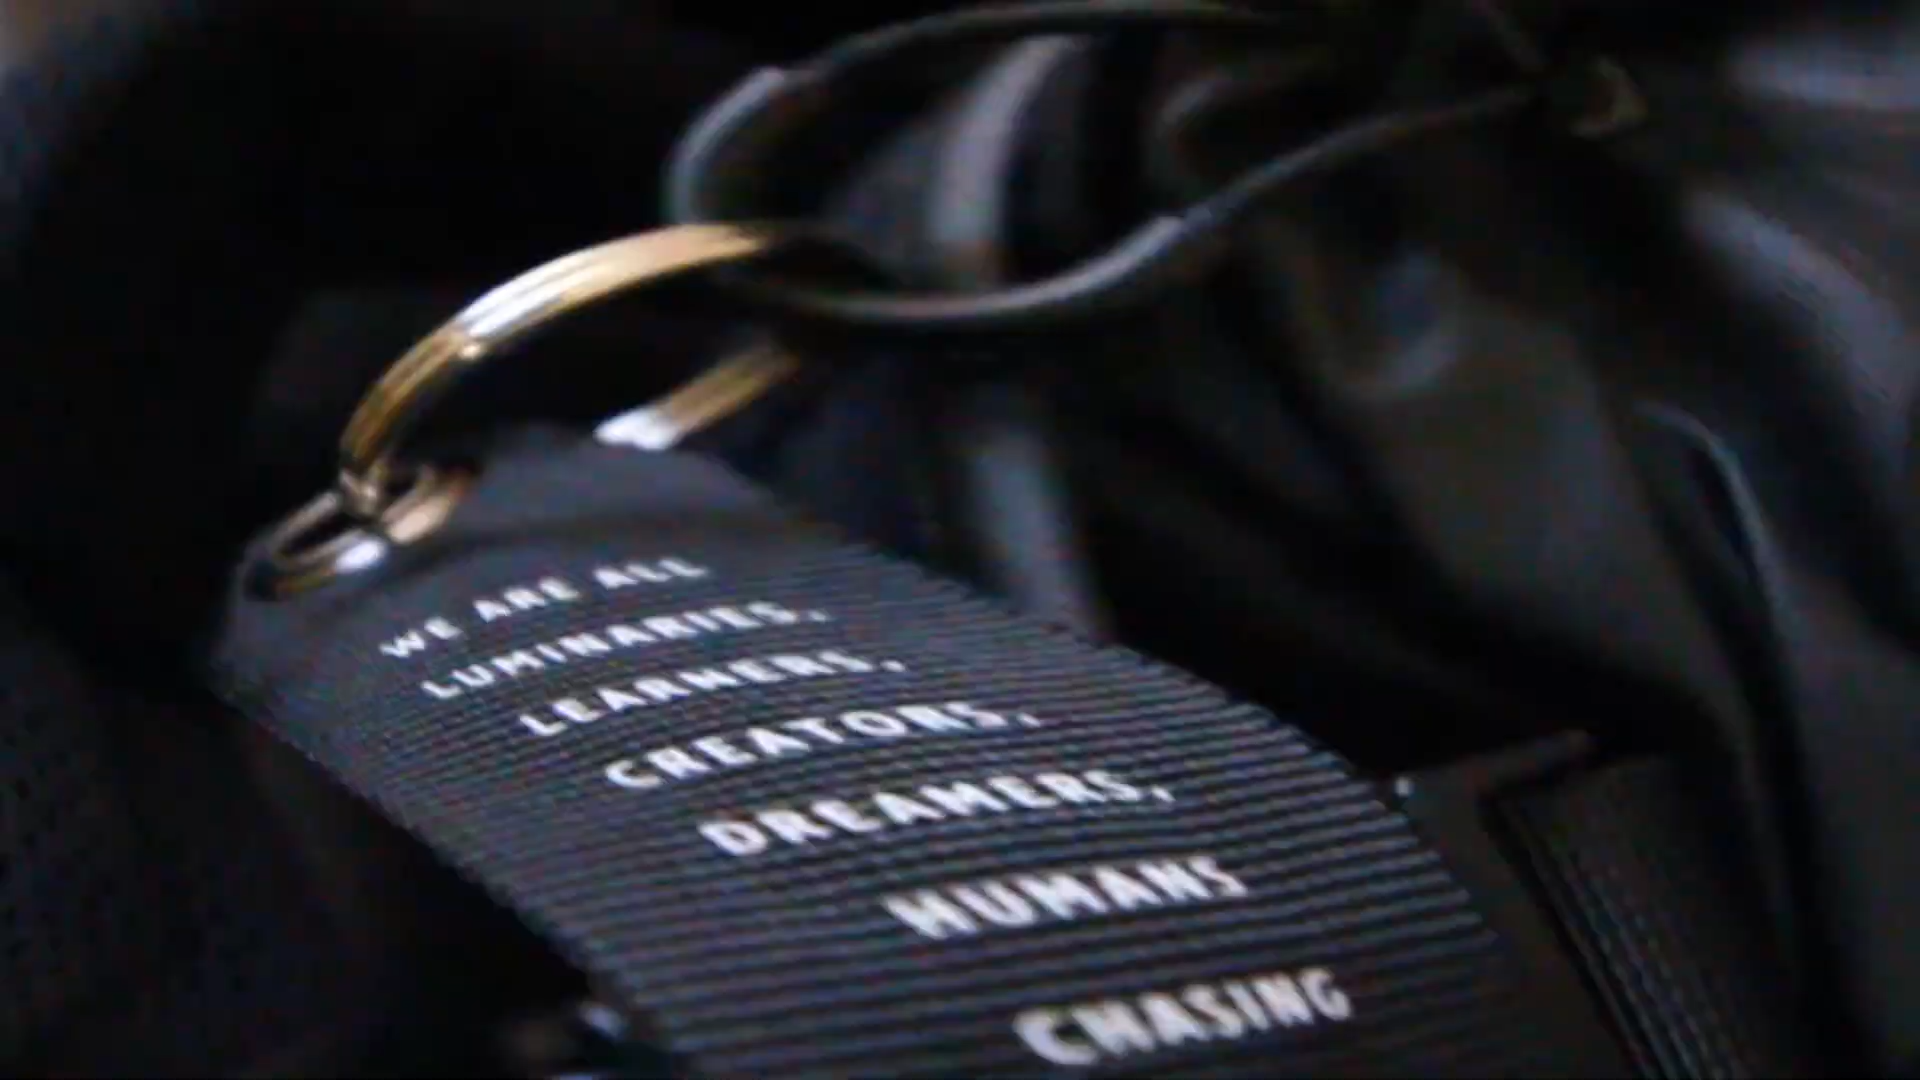 WE ARE ALL
LUMINARIES,
LEARNERS,
CREATORS,
DREAMERS,
HUMANS
CHASING